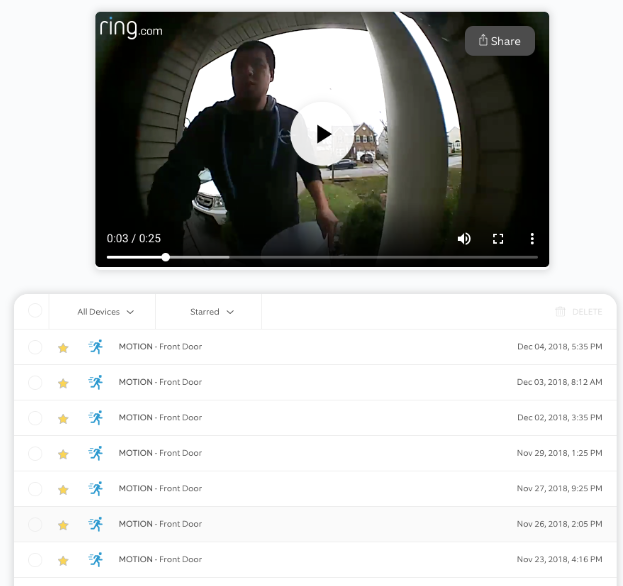 ring.com
Share
0:03 / 0:25
All Devices Starred DELETE
MOTION - Front Door Dec 04, 2018, 5:35 PM
MOTION - Front Door Dec 03, 2018, 8:12 AM
MOTION - Front Door Dec 02, 2018, 3:35 PM
MOTION - Front Door Nov 29, 2018, 1:25 PM
MOTION - Front Door Nov 27, 2018, 9:25 PM
MOTION - Front Door Nov 26, 2018, 2:05 PM
MOTION - Front Door Nov 23, 2018, 4:16 PM